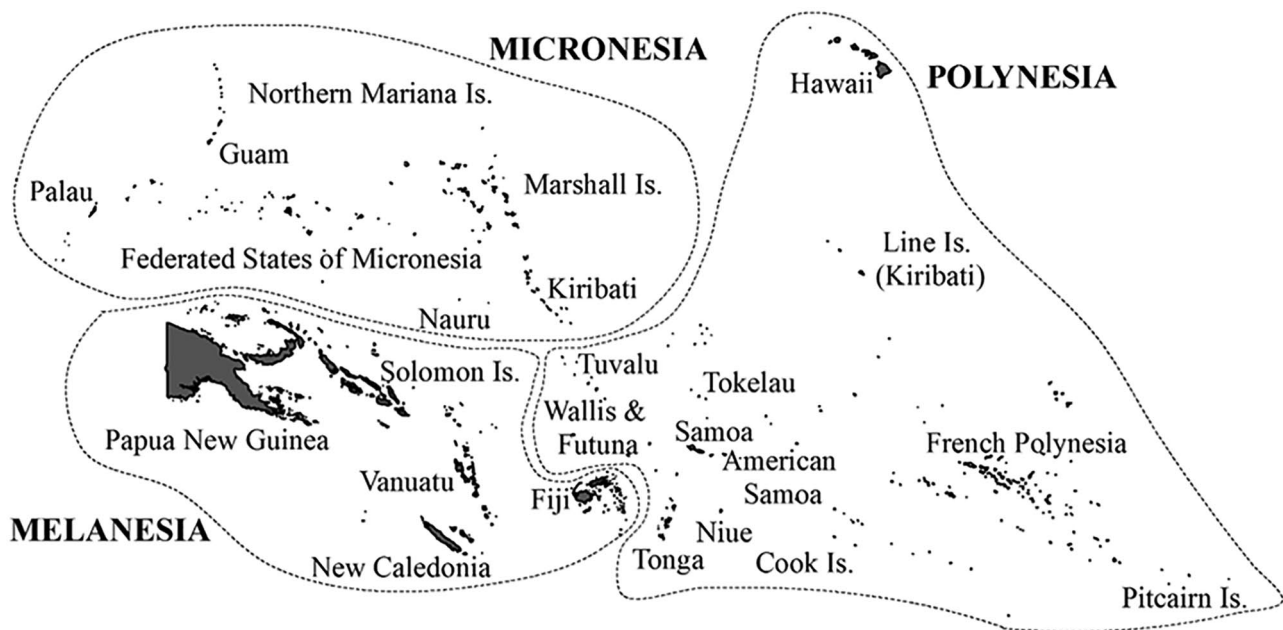 MICRONESIA
Northern Mariana Is.
Guam
Palau
Marshall Is.
Federated States of Micronesia
Kiribati
Nauru
POLYNESIA
Hawaii
Line Is.
(Kiribati)
Tuvalu
Tokelau
Wallis &
Futuna
Samoa
American
Samoa
French Polynesia
Niue
Tonga
Cook Is.
Pitcairn Is.
MELANESIA
Solomon Is.
Papua New Guinea
Vanuatu
Fiji
New Caledonia